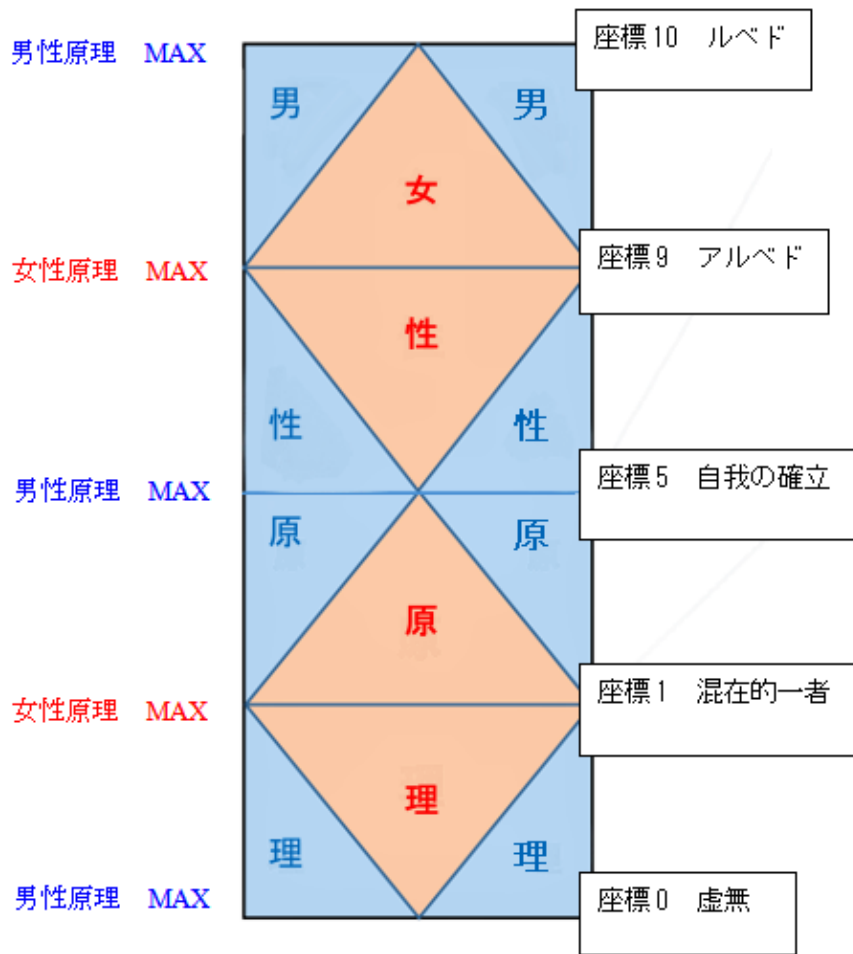 男性原理 MAX
座標10 ルベド
男
男
女
女性原理 MAX
座標9 アルベド
性
性
性
男性原理 MAX
座標5 自我の確立
原
原
原
女性原理 MAX
座標1 混在的一者
理
理
理
男性原理 MAX
座標0 虚無